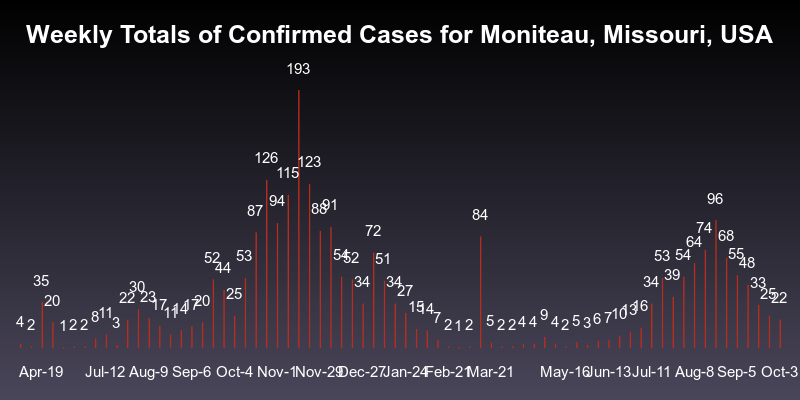 Weekly Totals of Confirmed Cases for Moniteau, Missouri, USA
4 2 35 20 1 2 2 8 11 3 22 30 23 17 11 14 17 20 52 44 25 53 87 126 94 115 193 123 88 91 54 52 34 72 51 34 27 15 14 7 2 1 2 84 5 2 2 4 4 9 4 2 5 3 6 7 10 13 16 34 53 39 54 64 74 96 68 55 48 33 25 22
Apr-19 Jul-12 Aug-9 Sep-6 Oct-4 Nov-1 Nov-29 Dec-27 Jan-24 Feb-21 Mar-21 May-16 Jun-13 Jul-11 Aug-8 Sep-5 Oct-3